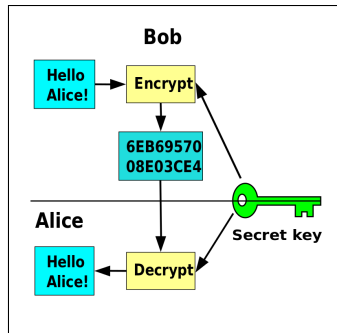 Bob
Hello
Alice!
Encrypt
6EB69570
08E03CE4
Alice
Secret key
Hello
Alice!
Decrypt